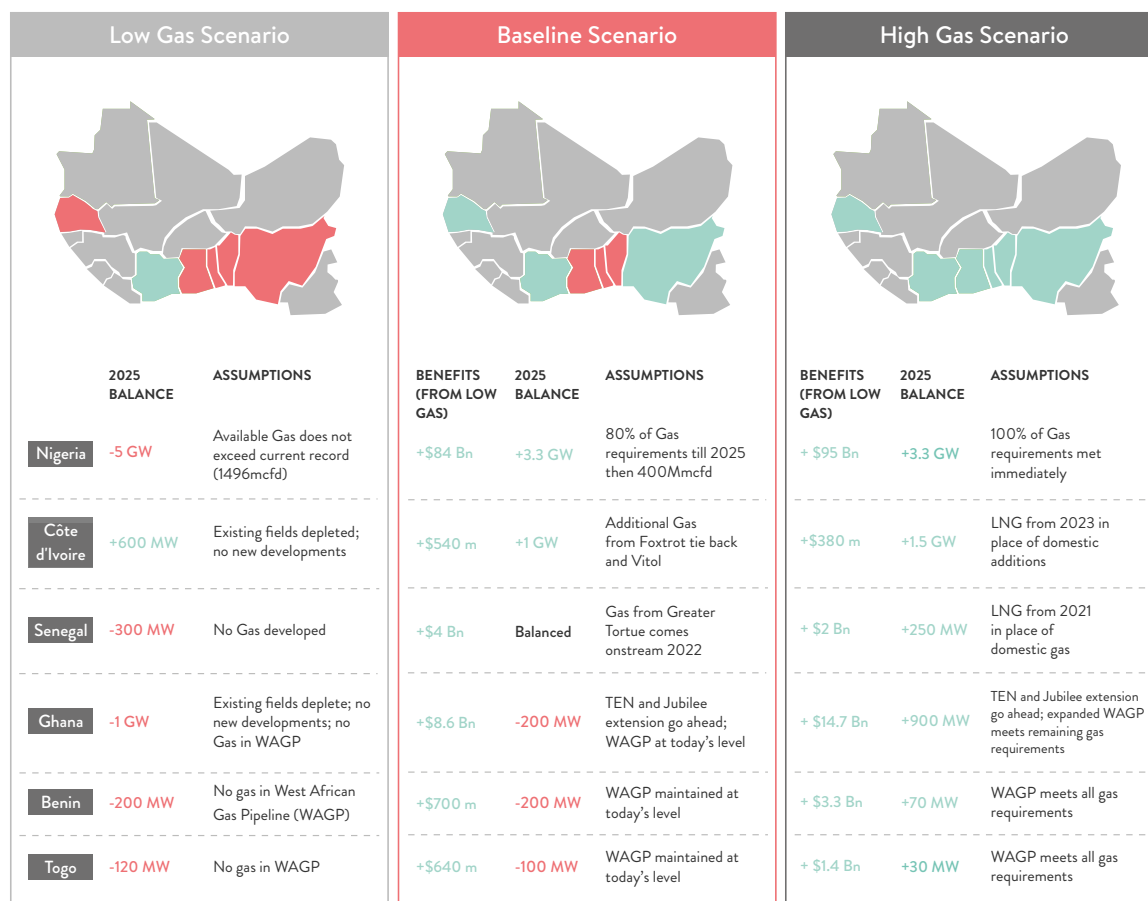 Low Gas Scenario
Baseline Scenario
High Gas Scenario
2025
BALANCE
ASSUMPTIONS
BENEFITS
(FROM LOW
GAS)
2025
BALANCE
ASSUMPTIONS
BENEFITS
(FROM LOW
GAS)
2025
BALANCE
ASSUMPTIONS
Nigeria
-5 GW
Available Gas does not
exceed current record
(1496mcfd)
+$84 Bn
+3.3 GW
80% of Gas
requirements till 2025
then 400Mmcfd
+ $95 Bn
+3.3 GW
100% of Gas
requirements met
immediately
Côte
d'Ivoire
+600 MW
Existing fields depleted;
no new developments
+$540 m
+1 GW
Additional Gas
from Foxtrot tie back
and Vitol
+$380 m
+1.5 GW
LNG from 2023 in
place of domestic
additions
Senegal
-300 MW
No Gas developed
+$4 Bn
Balanced
Gas from Greater
Tortue comes
onstream 2022
+ $2 Bn
+250 MW
LNG from 2021
in place of
domestic gas
Ghana
-1 GW
Existing fields deplete; no
new developments; no
Gas in WAGP
+$8.6 Bn
-200 MW
TEN and Jubilee
extension go ahead;
WAGP at today's level
+ $14.7 Bn
+900 MW
TEN and Jubilee extension
go ahead; expanded WAGP
meets remaining gas
requirements
Benin
-200 MW
No gas in West African
Gas Pipeline (WAGP)
+$700 m
-200 MW
WAGP maintained at
today's level
+ $3.3 Bn
+70 MW
WAGP meets all gas
requirements
Togo
-120 MW
No gas in WAGP
+$640 m
-100 MW
WAGP maintained at
today's level
+ $1.4 Bn
+30 MW
WAGP meets all gas
requirements